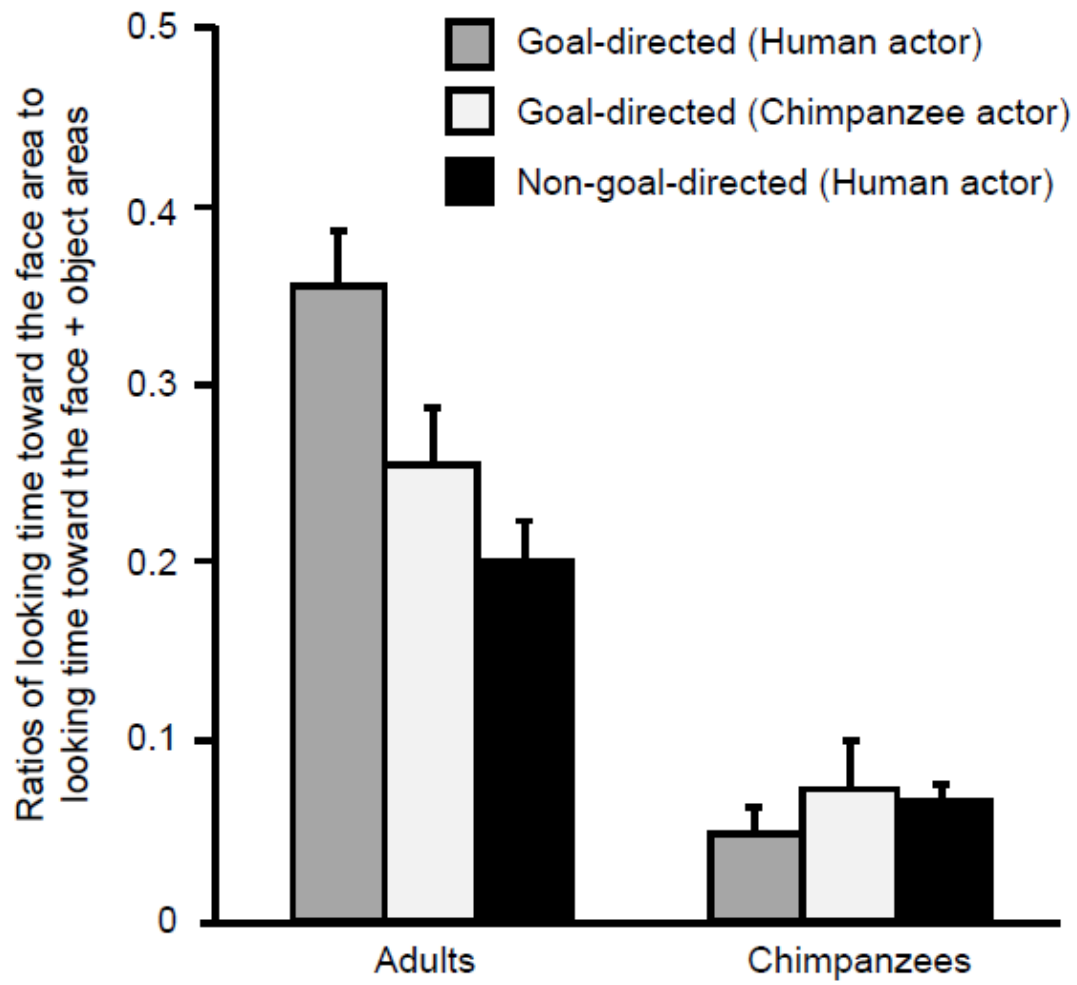 Ratios of looking time toward the face area to
looking time toward the face + object areas
0.5
0.4
0.3
0.2
0.1
0
Goal-directed (Human actor)
Goal-directed (Chimpanzee actor)
Non-goal-directed (Human actor)
Adults
Chimpanzees